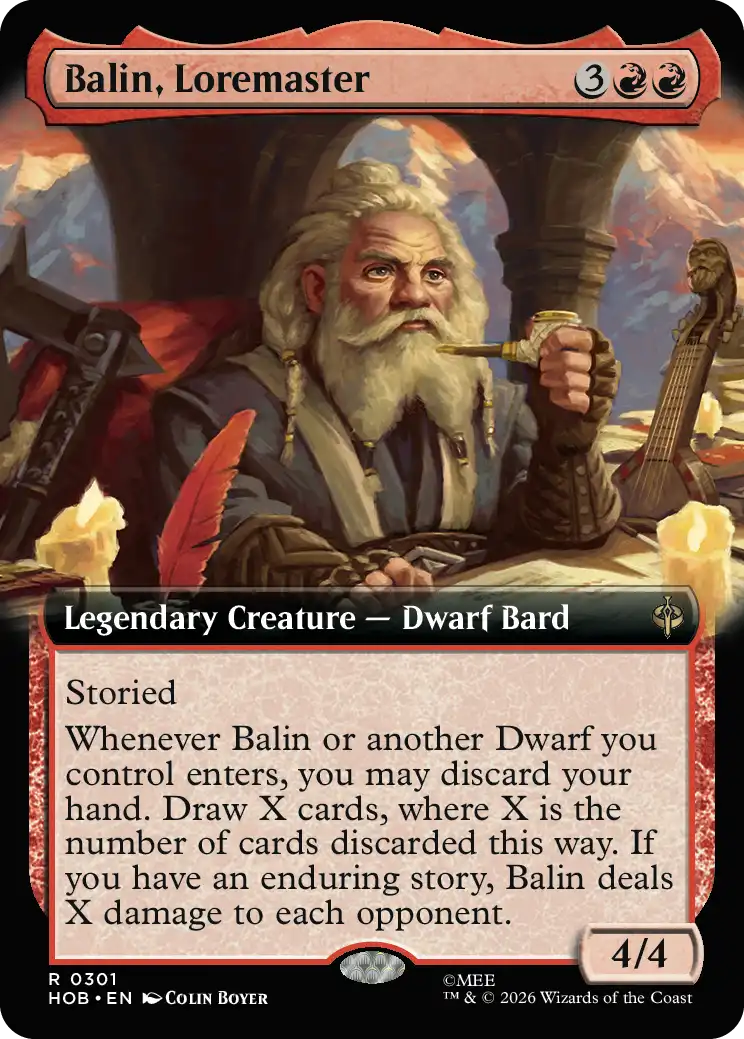 Balin, Loremaster 3
Legendary Creature — Dwarf Bard
Storied
Whenever Balin or another Dwarf you
control enters, you may discard your
hand. Draw X cards, where X is the
number of cards discarded this way. If
you have an enduring story, Balin deals
X damage to each opponent.
4/4
R 0301
HOB • EN Colin Boyer
©MEE
™ & © 2026 Wizards of the Coast